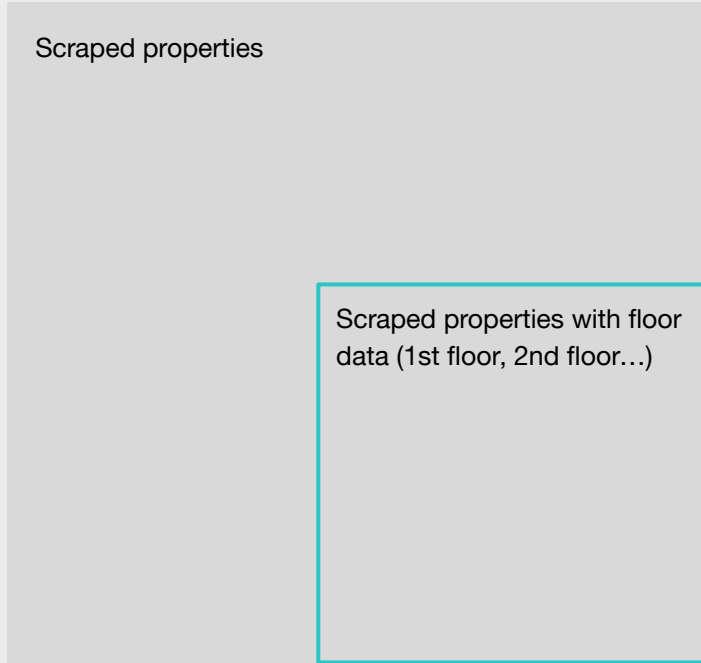 Scraped properties
Scraped properties with floor
data (1st floor, 2nd floor…)